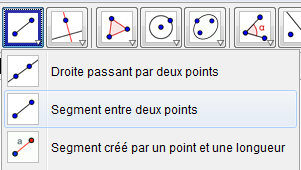 α
Droite passant par deux points
Segment entre deux points
a
Segment créé par un point et une longueur